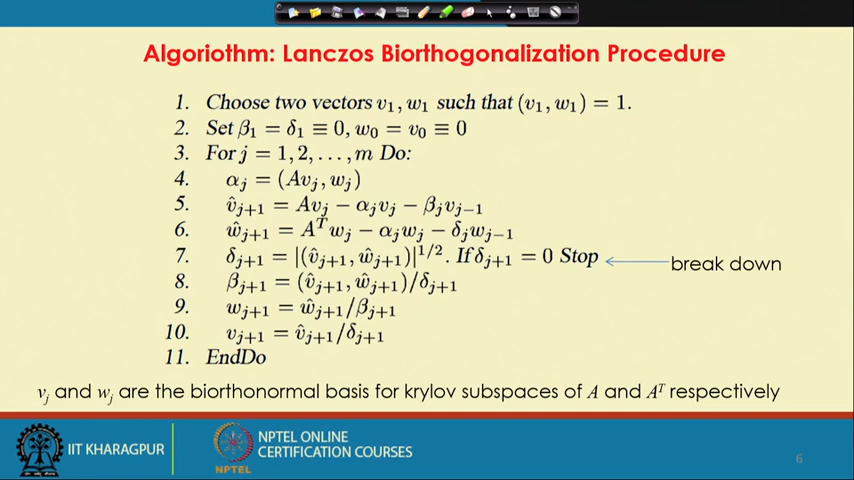 Algoriothm: Lanczos Biorthogonalization Procedure
1. Choose two vectors v₁, w₁ such that (v₁, w₁) = 1.
2. Set β₁ = δ₁ ≡ 0, w₀ = v₀ ≡ 0
3. For j = 1, 2, . . . , m Do:
4. αⱼ = (Avⱼ, wⱼ)
5. v̂ⱼ₊₁ = Avⱼ − αⱼvⱼ − βⱼvⱼ₋₁
6. ŵⱼ₊₁ = Aᵀwⱼ − αⱼwⱼ − δⱼwⱼ₋₁
7. δⱼ₊₁ = |(v̂ⱼ₊₁, ŵⱼ₊₁)|¹/². If δⱼ₊₁ = 0 Stop
break down
8. βⱼ₊₁ = (v̂ⱼ₊₁, ŵⱼ₊₁)/δⱼ₊₁
9. wⱼ₊₁ = ŵⱼ₊₁/βⱼ₊₁
10. vⱼ₊₁ = v̂ⱼ₊₁/δⱼ₊₁
11. EndDo
vⱼ and wⱼ are the biorthonormal basis for krylov subspaces of A and Aᵀ respectively
IIT KHARAGPUR
NPTEL
NPTEL ONLINE
CERTIFICATION COURSES
6